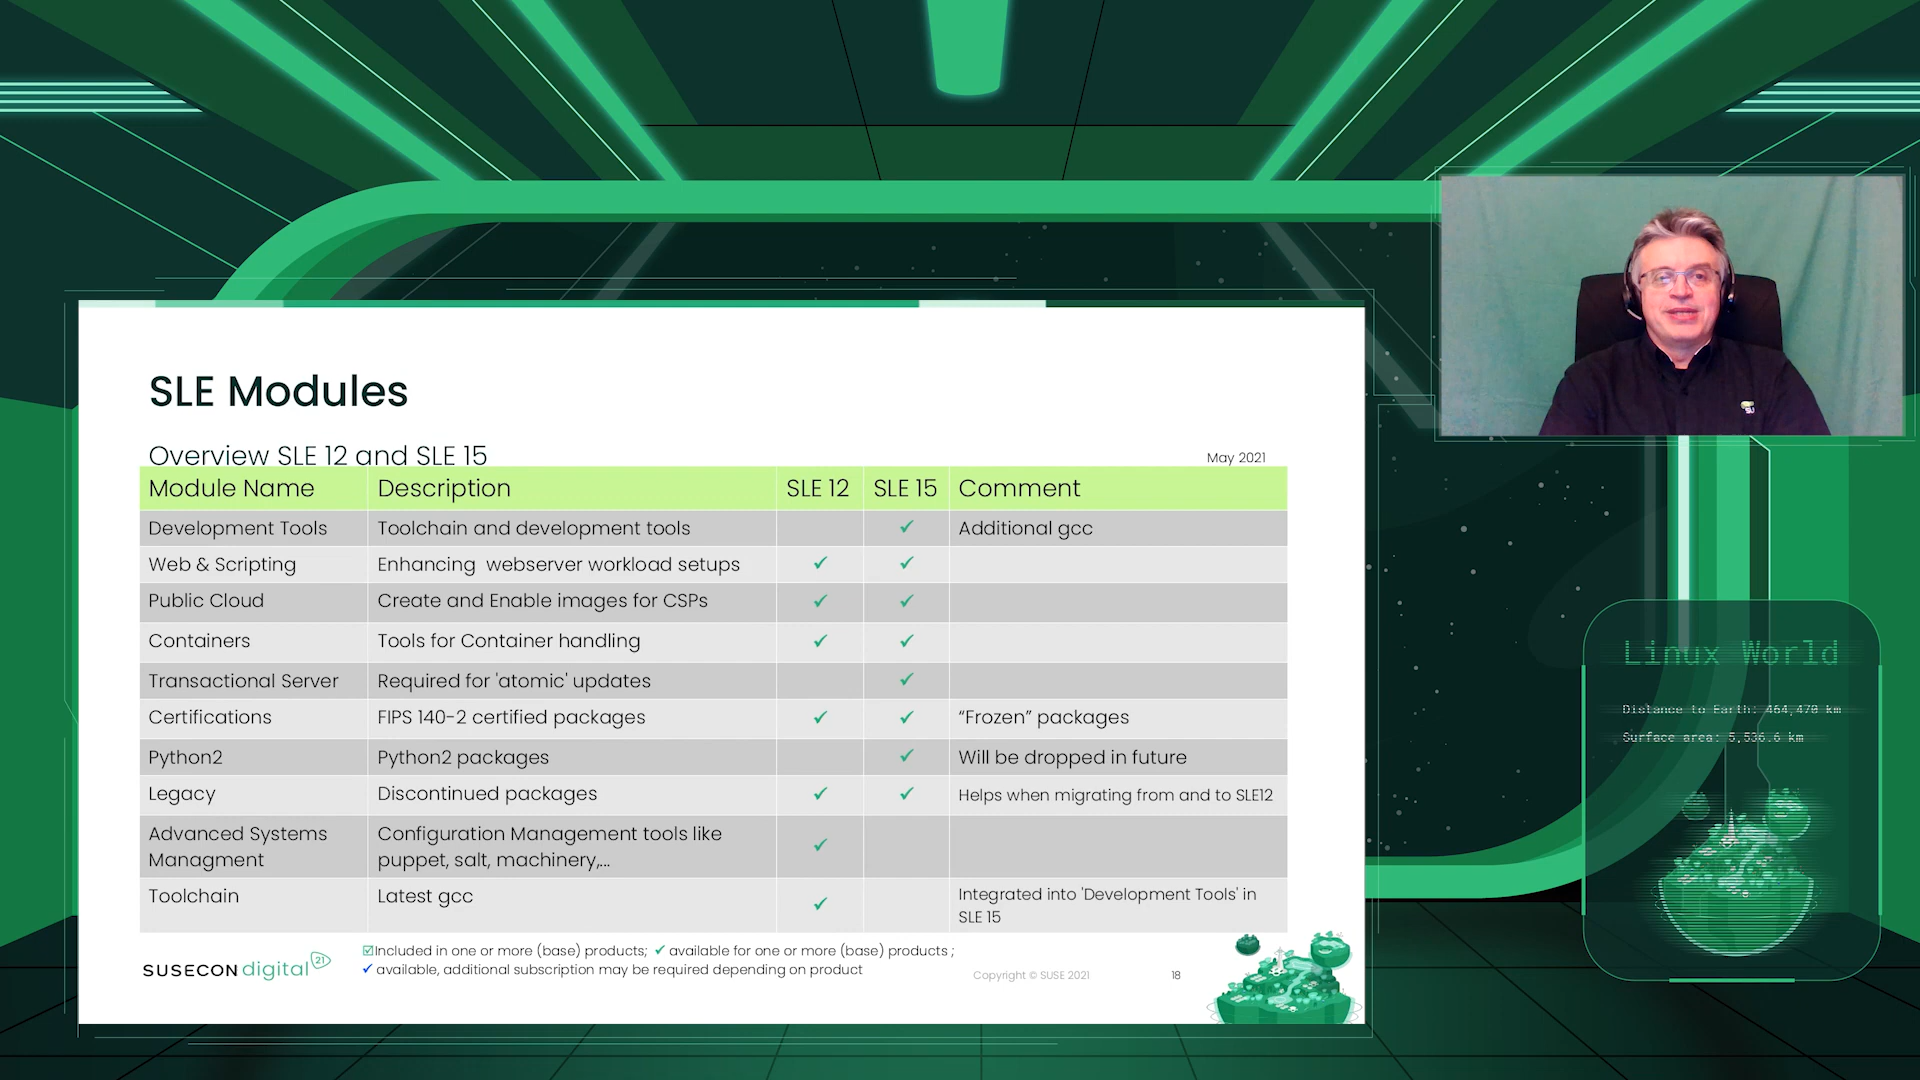 SLE Modules
Overview SLE 12 and SLE 15
May 2021
Module Name Description SLE 12 SLE 15 Comment
Development Tools Toolchain and development tools ✓ Additional gcc
Web & Scripting Enhancing webserver workload setups ✓ ✓
Public Cloud Create and Enable images for CSPs ✓ ✓
Containers Tools for Container handling ✓ ✓
Transactional Server Required for 'atomic' updates ✓
Certifications FIPS 140-2 certified packages ✓ ✓ “Frozen” packages
Python2 Python2 packages ✓ Will be dropped in future
Legacy Discontinued packages ✓ ✓ Helps when migrating from and to SLE12
Advanced Systems
Managment
Configuration Management tools like
puppet, salt, machinery,...
✓
Toolchain Latest gcc ✓
Integrated into 'Development Tools' in
SLE 15
SUSECON digital 21
☑Included in one or more (base) products; ✓ available for one or more (base) products ;
✓ available, additional subscription may be required depending on product
Copyright © SUSE 2021
18
SU
Linux World
Distance to Earth: 464,470 km
Surface area: 5,536.6 km